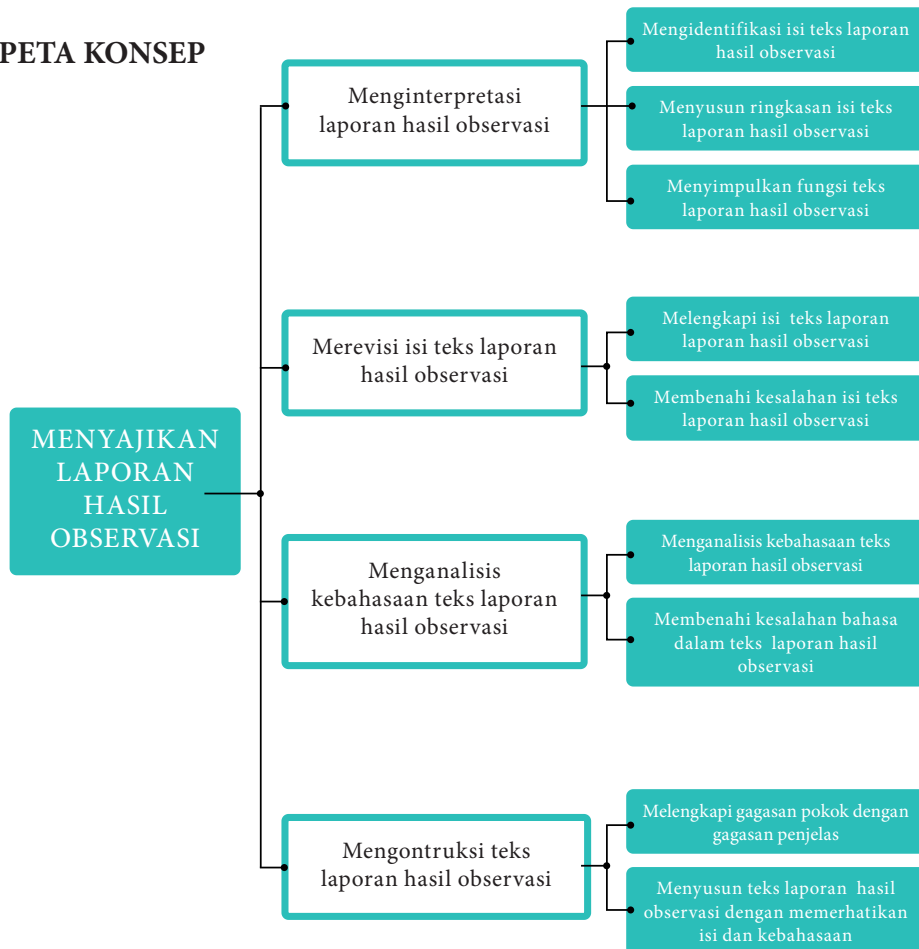 PETA KONSEP
MENYAJIKAN
LAPORAN
HASIL
OBSERVASI
Menginterpretasi
laporan hasil observasi
Mengidentifikasi isi teks laporan
hasil observasi
Menyusun ringkasan isi teks
laporan hasil observasi
Menyimpulkan fungsi teks
laporan hasil observasi
Merevisi isi teks laporan
hasil observasi
Melengkapi isi teks laporan
laporan hasil observasi
Membenahi kesalahan isi teks
laporan hasil observasi
Menganalisis
kebahasaan teks laporan
hasil observasi
Menganalisis kebahasaan teks
laporan hasil observasi
Membenahi kesalahan bahasa
dalam teks laporan hasil
observasi
Mengontruksi teks
laporan hasil observasi
Melengkapi gagasan pokok dengan
gagasan penjelas
Menyusun teks laporan hasil
observasi dengan memerhatikan
isi dan kebahasaan